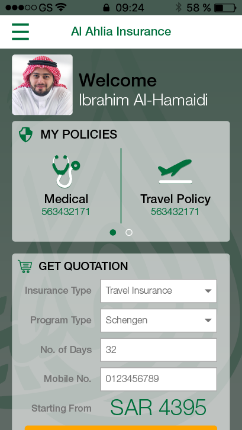 GS 09:24 58 %
Al Ahlia Insurance
Welcome
Ibrahim Al-Hamaidi
MY POLICIES
Medical Travel Policy
563432171 563432171
GET QUOTATION
Insurance Type Travel Insurance
Program Type Schengen
No. of Days 32
Mobile No. 0123456789
Starting From SAR 4395